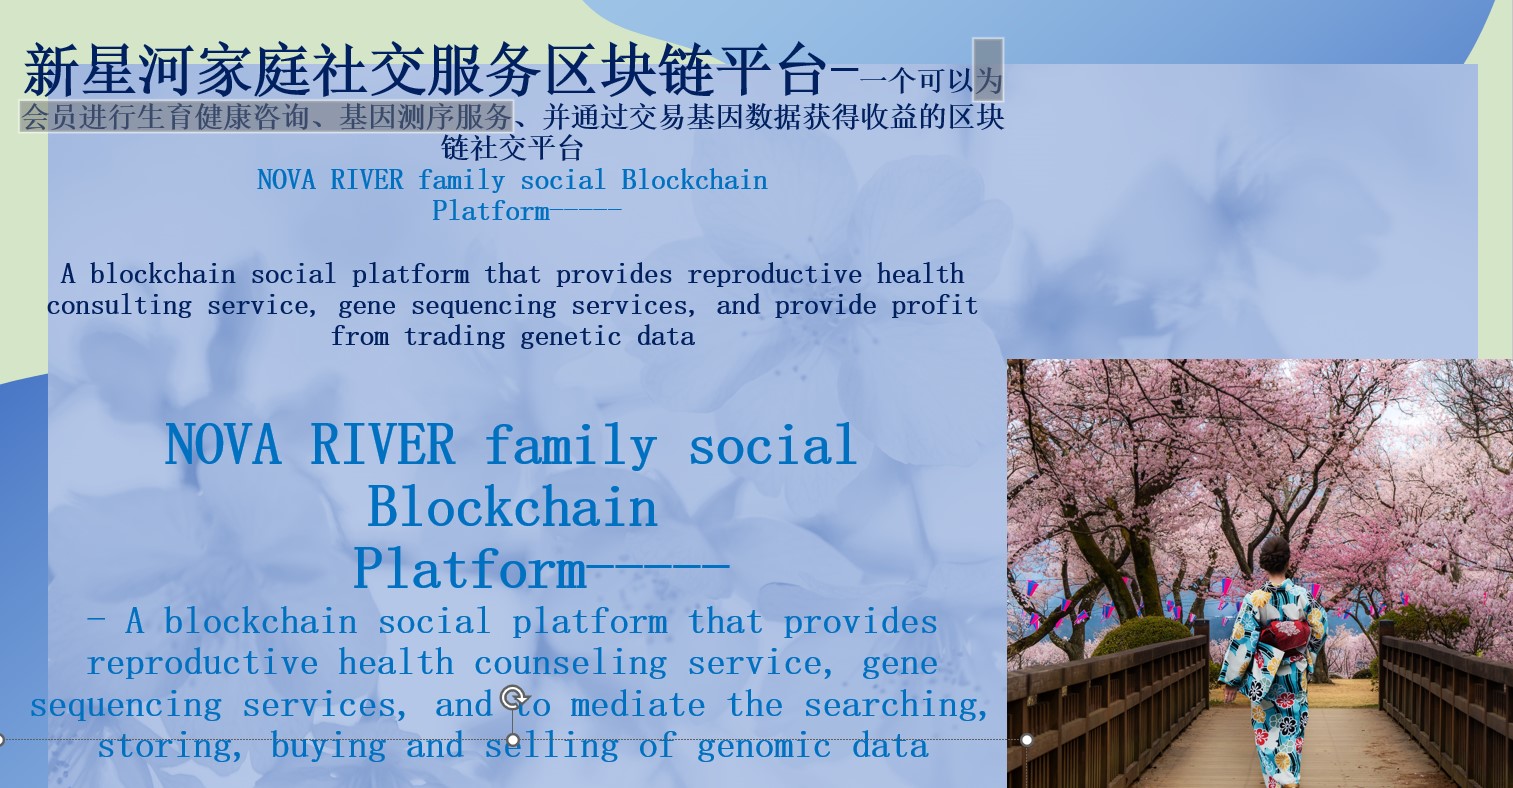 新星河家庭社交服务区块链平台-一个可以为
会员进行生育健康咨询、基因测序服务、并通过交易基因数据获得收益的区块
链社交平台
NOVA RIVER family social Blockchain
Platform-----
A blockchain social platform that provides reproductive health
consulting service, gene sequencing services, and provide profit
from trading genetic data
NOVA RIVER family social
Blockchain
Platform-----
- A blockchain social platform that provides
reproductive health counseling service, gene
sequencing services, and to mediate the searching,
storing, buying and selling of genomic data